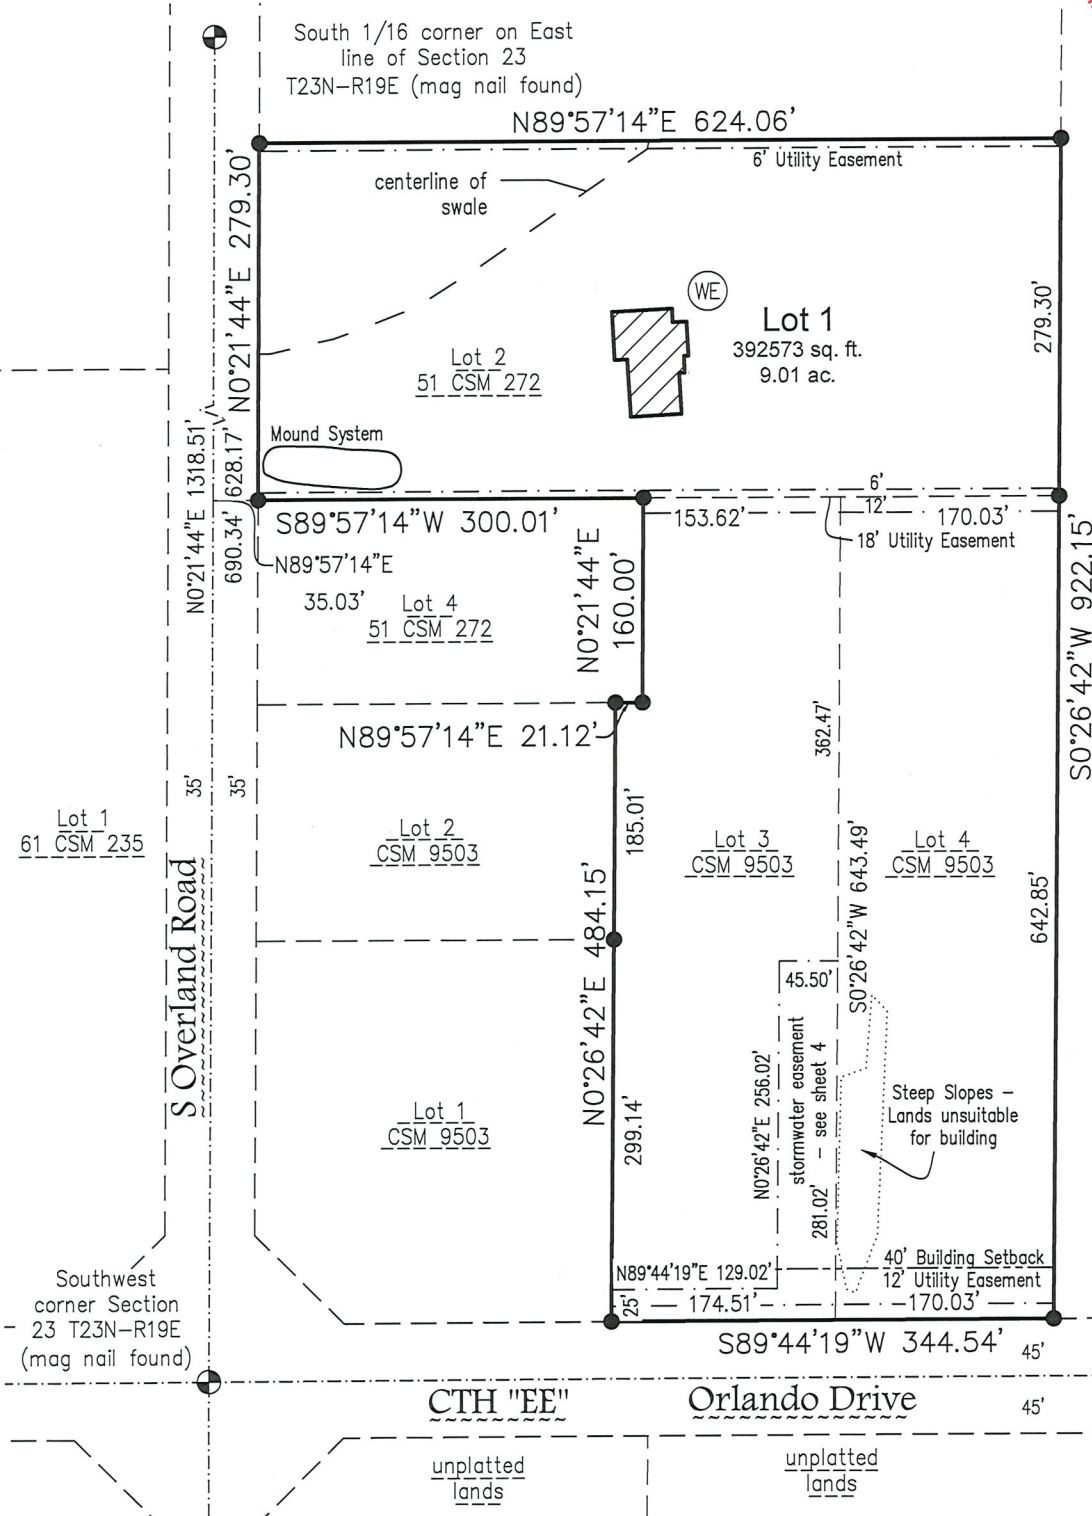 South 1/16 corner on East
line of Section 23
T23N-R19E (mag nail found)
N89°57'14"E 624.06'
6' Utility Easement
centerline of
swale
N0°21'44"E 279.30'
WE
Lot 1
392573 sq. ft.
9.01 ac.
279.30'
Lot 2
51 CSM 272
Mound System
N0°21'44"E 1318.51'
628.17'
690.34'
6'
12'
S89°57'14"W 300.01'
153.62'
170.03'
18' Utility Easement
N89°57'14"E
35.03'
Lot 4
51 CSM 272
N0°21'44"E
160.00'
S0°26'42"W 922.15'
N89°57'14"E 21.12'
362.47'
35'
35'
185.01'
Lot 1
61 CSM 235
Lot 2
CSM 9503
Lot 3
CSM 9503
Lot 4
CSM 9503
S0°26'42"W 643.49'
642.85'
S Overland Road
N0°26'42"E 484.15'
45.50'
N0°26'42"E 256.02'
stormwater easement
- see sheet 4
281.02'
Steep Slopes -
Lands unsuitable
for building
Lot 1
CSM 9503
299.14'
40' Building Setback
N89°44'19"E 129.02'
12' Utility Easement
25'
174.51'
170.03'
Southwest
corner Section
23 T23N-R19E
(mag nail found)
S89°44'19"W 344.54'
45'
CTH "EE"
Orlando Drive
45'
unplatted
lands
unplatted
lands